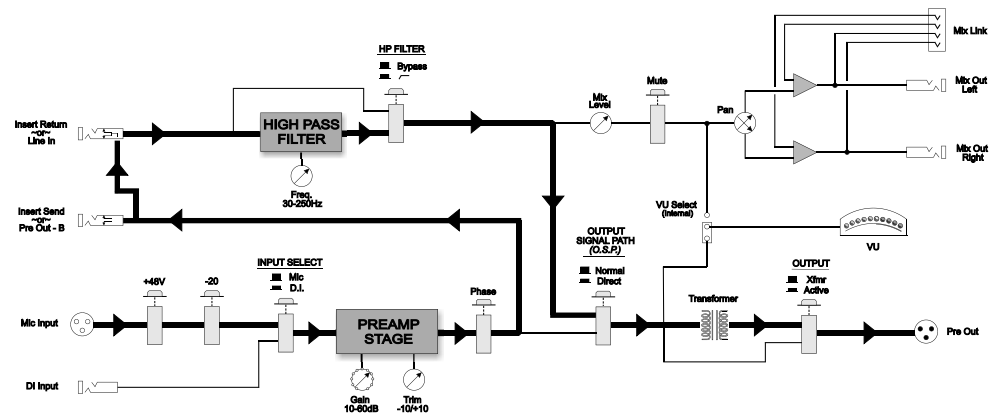 HP FILTER
Bypass
Mix Link
Mute
Mix
Level
Pan
Mix Out
Left
Insert Return
~or~
Line In
HIGH PASS
FILTER
Mix Out
Right
Freq.
30-250Hz
Insert Send
~or~
Pre Out - B
VU Select
(internal)
VU
OUTPUT
SIGNAL PATH
(O.S.P.)
Normal
Direct
INPUT SELECT
Mic
D.I.
OUTPUT
Xfmr
Active
+48V
-20
Phase
Transformer
Mic Input
PREAMP
STAGE
Pre Out
DI Input
Gain
10-60dB
Trim
-10/+10